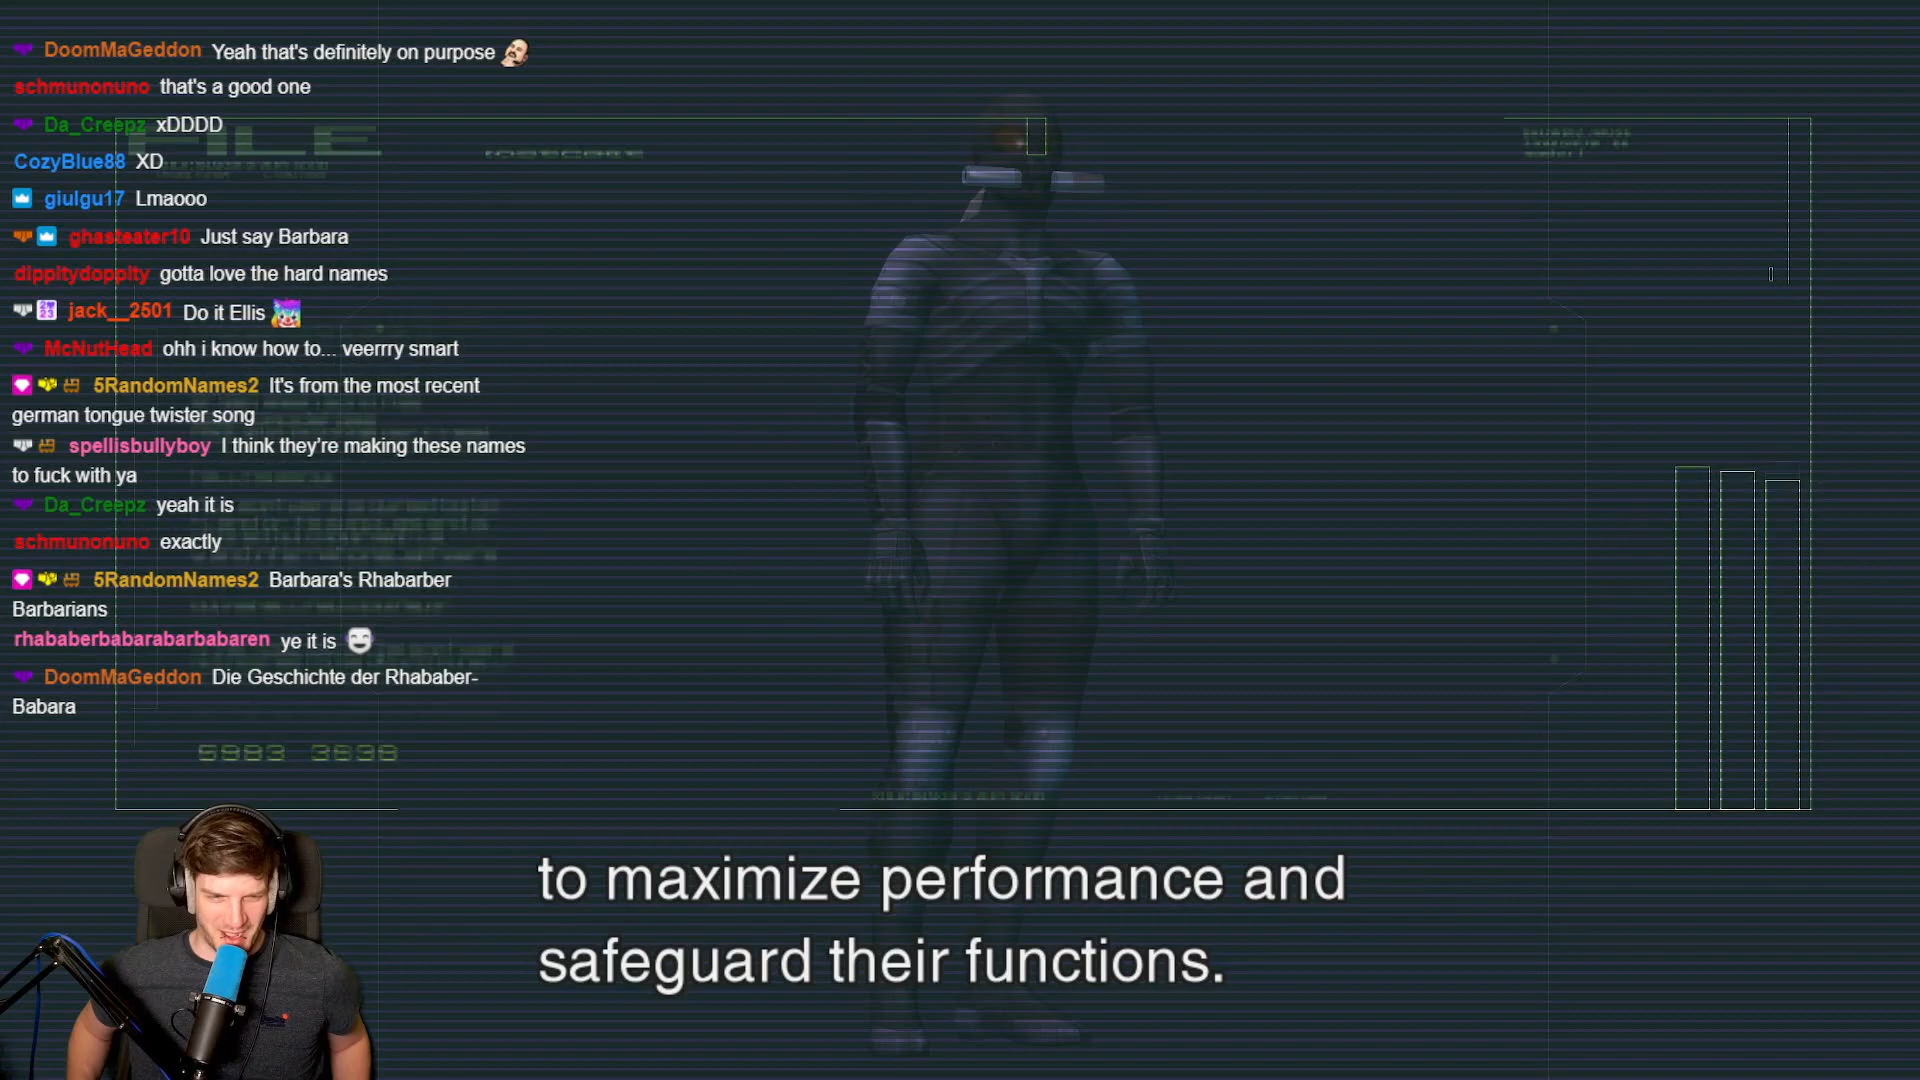 DoomMaGeddon Yeah that's definitely on purpose
schmunonuno that's a good one
Da_Creepz xDDDD
FILE
CozyBlue88 XD
giulgu17 Lmaooo
ghasteater10 Just say Barbara
dippitydoppity gotta love the hard names
jack__2501 Do it Ellis
McNutHead ohh i know how to... veerrry smart
5RandomNames2 It's from the most recent
german tongue twister song
spellisbullyboy I think they're making these names
to fuck with ya
Da_Creepz yeah it is
schmunonuno exactly
5RandomNames2 Barbara's Rhabarber
Barbarians
rhababerbabarabarbabaren ye it is
DoomMaGeddon Die Geschichte der Rhababer-
Babara
5983 3638
to maximize performance and
safeguard their functions.